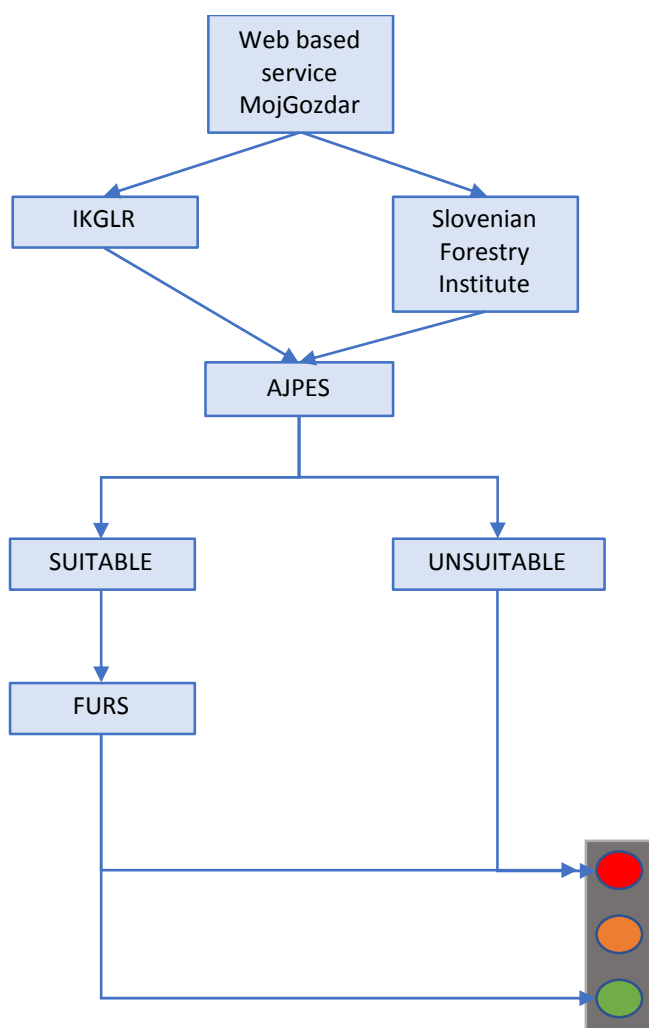 Web based
service
MojGozdar
IKGLR
Slovenian
Forestry
Institute
AJPES
SUITABLE
UNSUITABLE
FURS